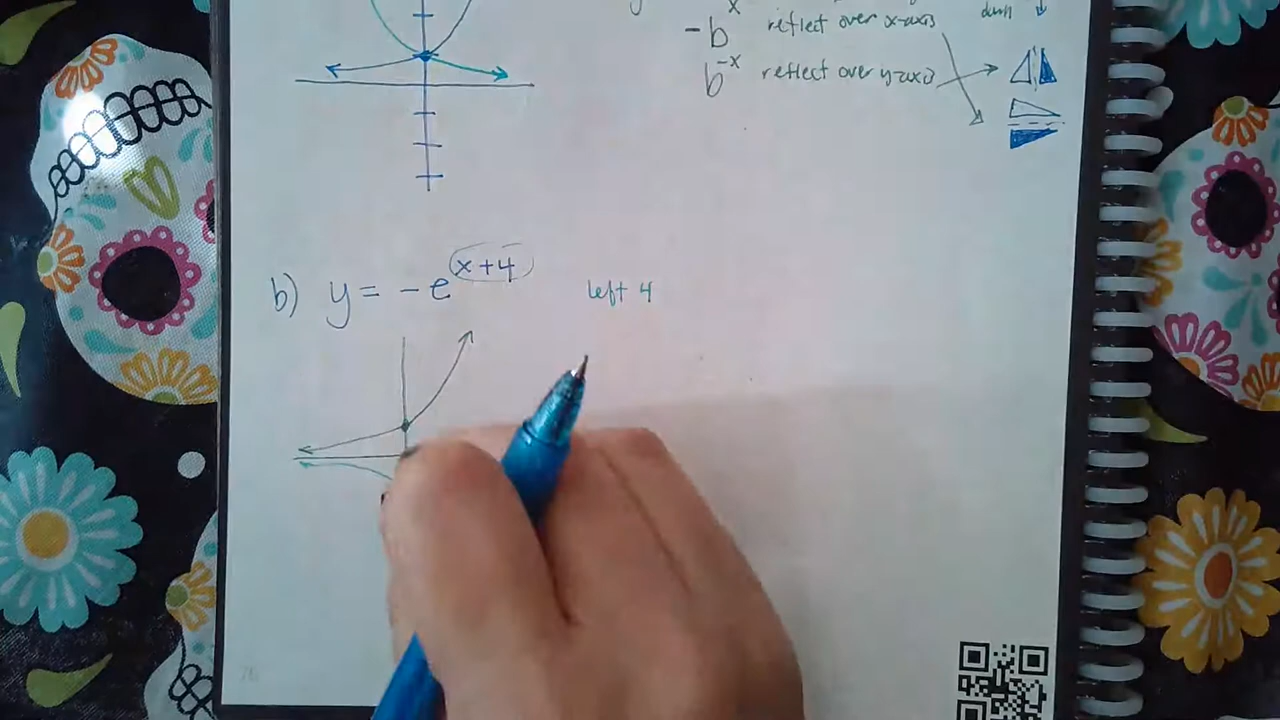 -b^x reflect over x-axis
b^-x reflect over y-axis
b) y = -e^(x+4) left 4